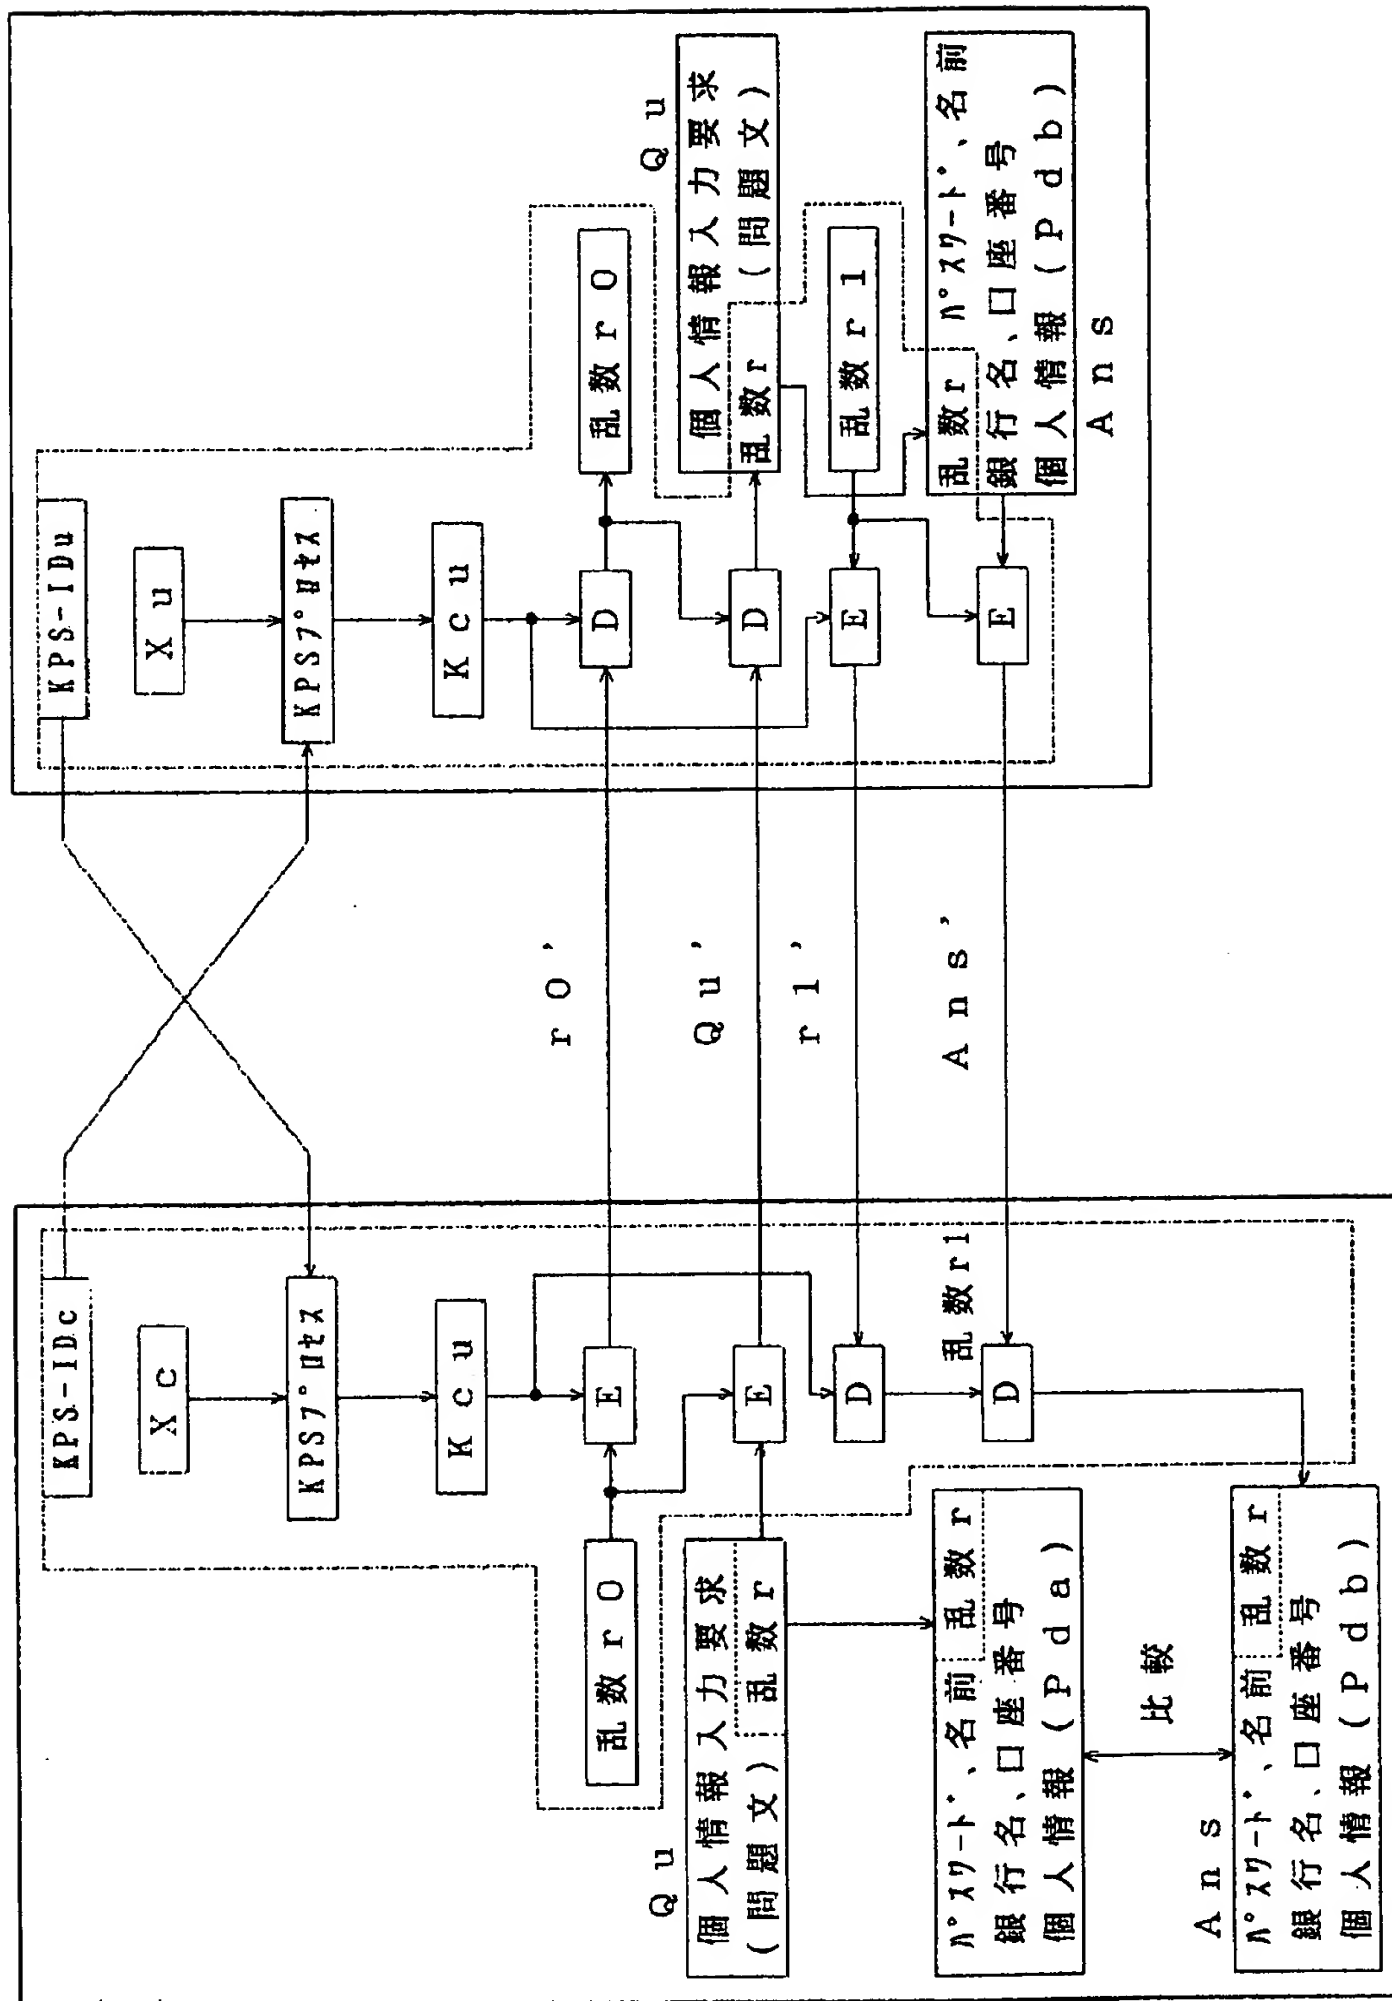 KPS-IDc
Xc
KPSプロセス
Kcu
乱数r0
E
Qu
個人情報入力要求
(問題文)乱数r
E
D
乱数r1
D
パスワード、名前 乱数r
銀行名、口座番号
個人情報(Pda)
比較
Ans
パスワード、名前 乱数r
銀行名、口座番号
個人情報(Pdb)
r0'
Qu'
r1'
Ans'
KPS-IDu
Xu
KPSプロセス
Kcu
D
乱数r0
Qu
D
個人情報入力要求
乱数r(問題文)
E
乱数r1
E
乱数r パスワード、名前
銀行名、口座番号
個人情報(Pdb)
Ans